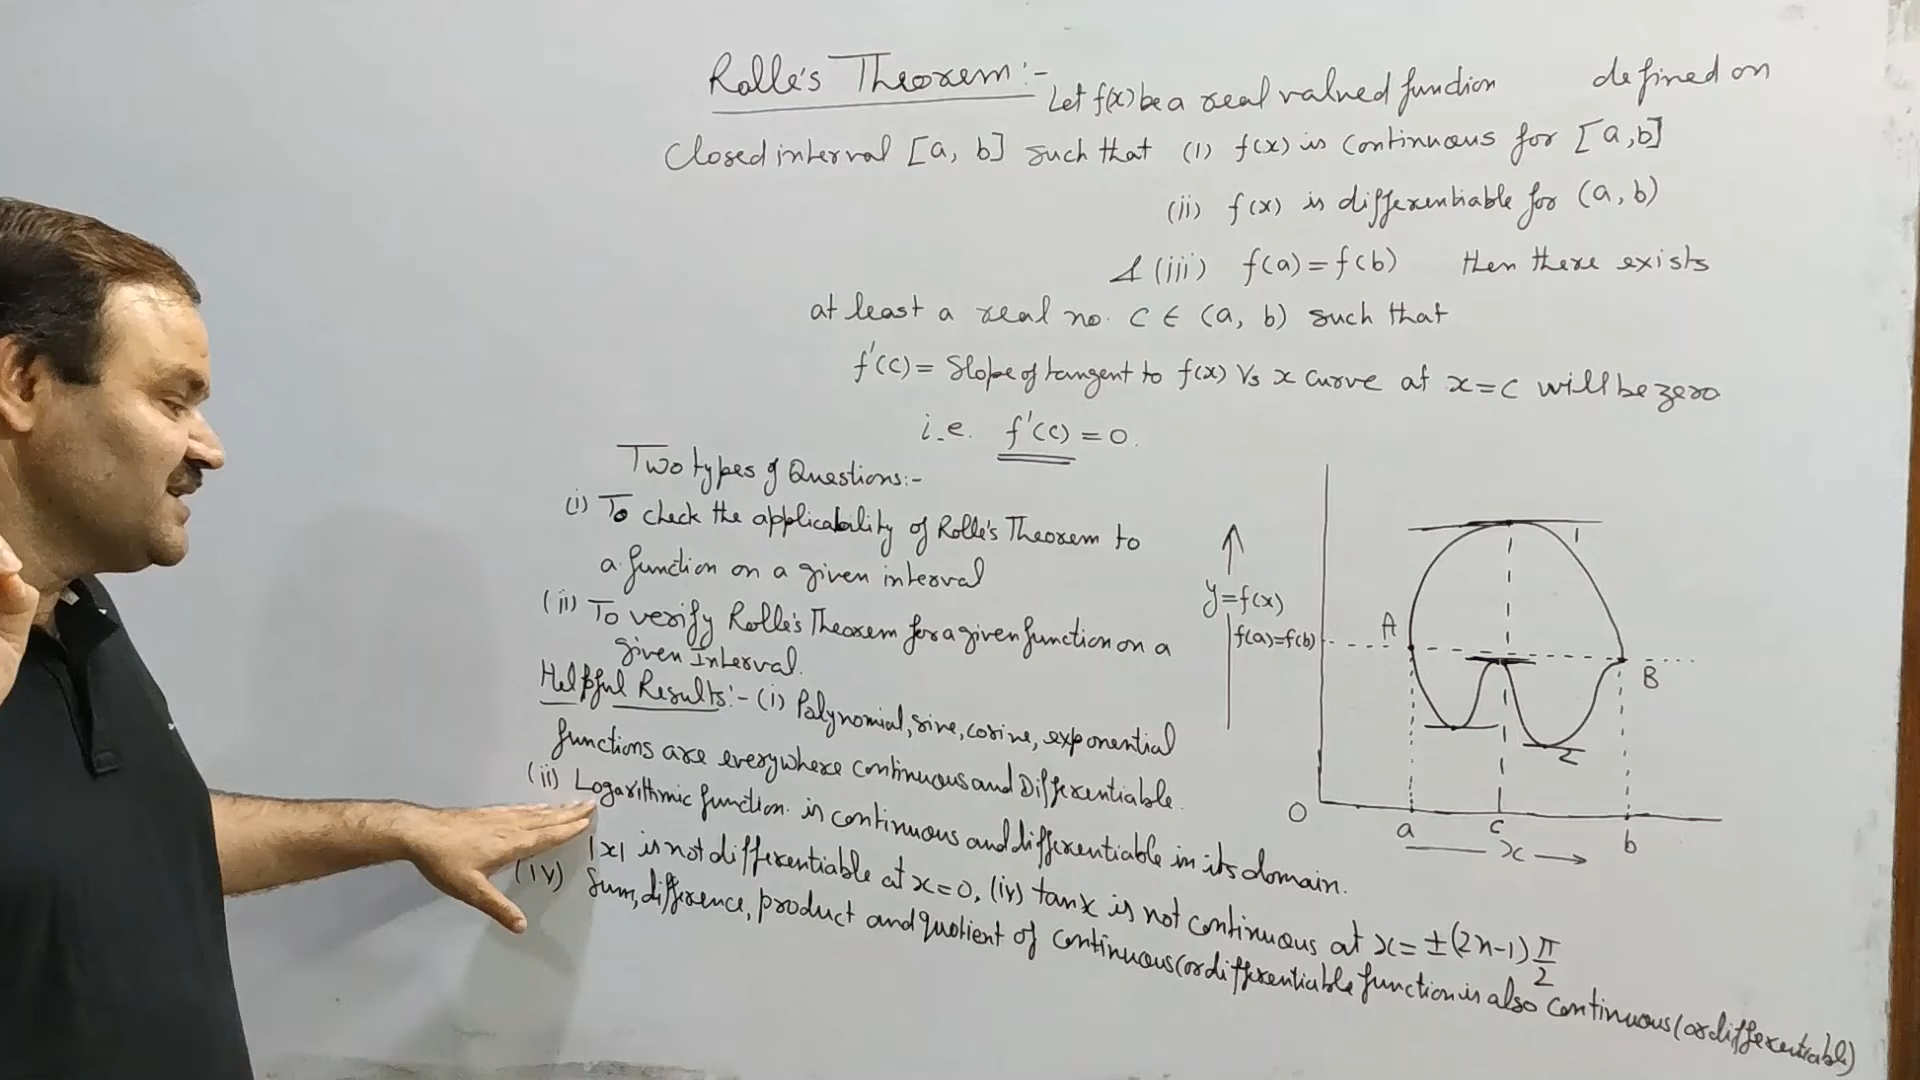 Rolle's Theorem:- Let f(x) be a real valued function defined on
closed interval [a, b] such that (i) f(x) is continuous for [a,b]
(ii) f(x) is differentiable for (a, b)
& (iii) f(a) = f(b) then there exists
at least a real no. c ∈ (a, b) such that
f'(c) = Slope of tangent to f(x) Vs x curve at x = c will be zero
i.e. f'(c) = 0.
Two types of Questions:-
(i) To check the applicability of Rolle's Theorem to
a function on a given interval
(ii) To verify Rolle's Theorem for a given function on a
given Interval.
Helpful Results:- (i) Polynomial, sine, cosine, exponential
functions are everywhere continuous and Differentiable.
(ii) Logarithmic function is continuous and differentiable in its domain.
|x| is not differentiable at x=0, (iv) tanx is not continuous at x = ±(2n-1) π/2
(iv) Sum, difference, product and quotient of continuous (or differentiable function is also continuous (or differentiable)
y = f(x)
f(a)=f(b)
A
B
O
a
c
b
x